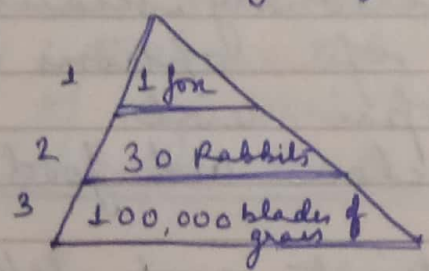 1 1 fox
2 30 Rabbits
3 100,000 blades of
grass